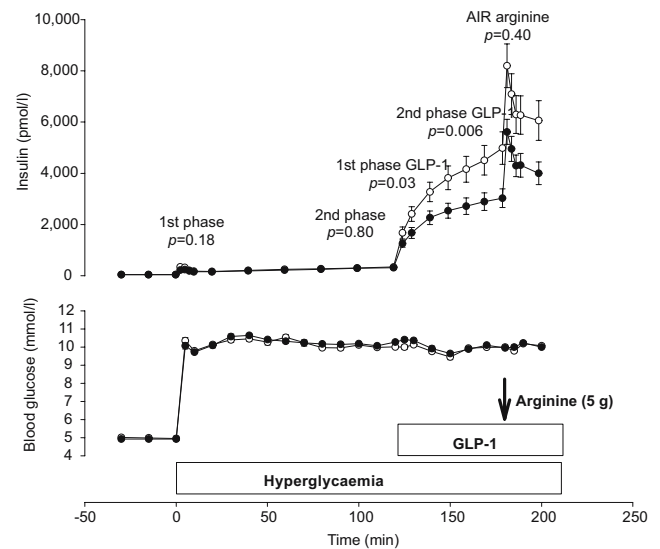 AIR arginine
p=0.40
10,000
8,000
6,000
4,000
2,000
0
Insulin (pmol/l)
2nd phase GLP-1
p=0.006
1st phase GLP-1
p=0.03
2nd phase
p=0.80
1st phase
p=0.18
12
11
10
9
8
7
6
5
4
Blood glucose (mmol/l)
Arginine (5 g)
GLP-1
Hyperglycaemia
-50
0
50
100
150
200
250
Time (min)